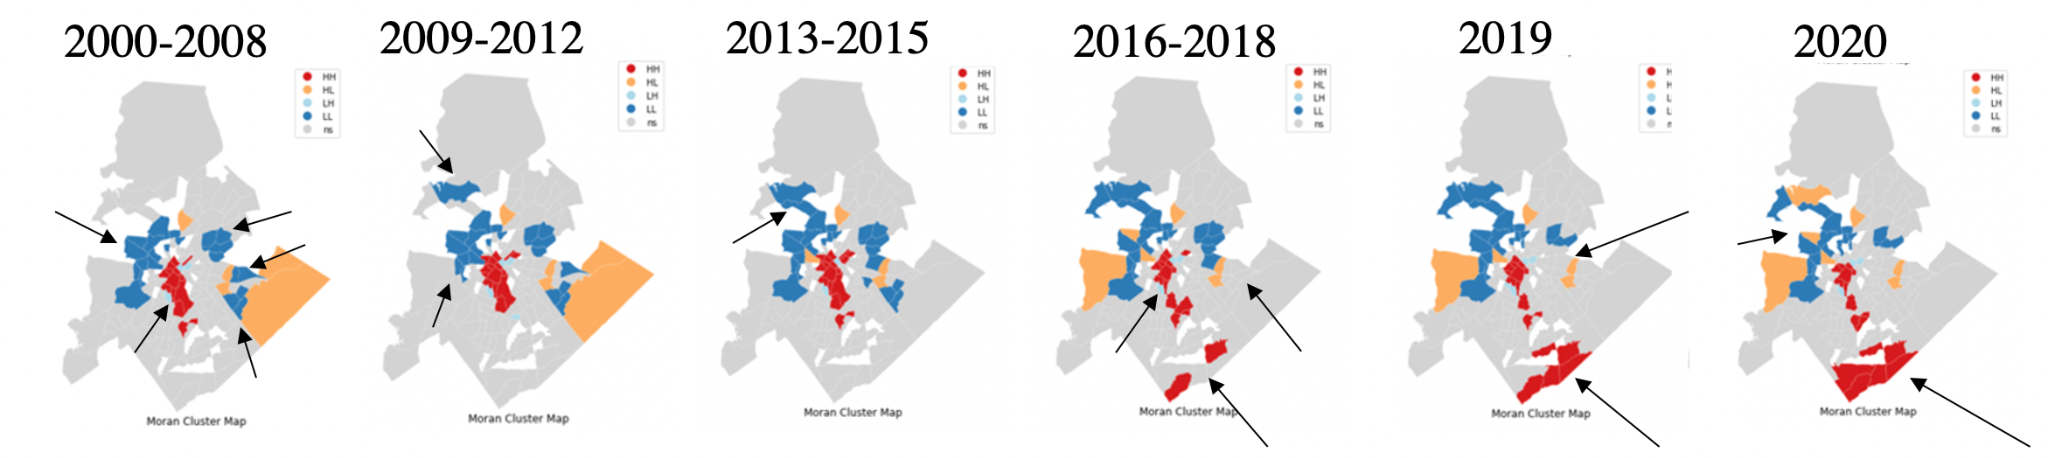 2000-2008
HH
HL
LH
LL
ns
Moran Cluster Map
2009-2012
HH
HL
LH
LL
ns
Moran Cluster Map
2013-2015
HH
HL
LH
LL
ns
Moran Cluster Map
2016-2018
HH
HL
LH
LL
ns
Moran Cluster Map
2019
Moran Cluster Map
2020
HH
HL
LH
LL
ns
Moran Cluster Map